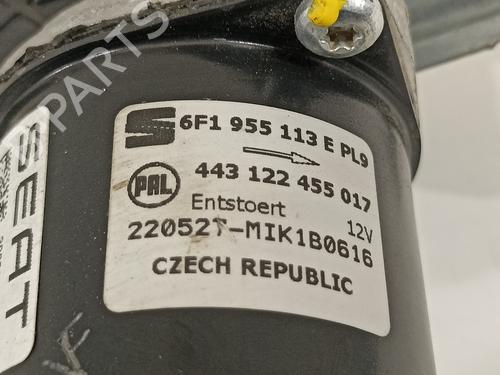 6F1 955 113 E PL9
PAL
443 122 455 017
Entstoert
12V
22052T-MIK1B0616
CZECH REPUBLIC
SEAT
B-PARTS